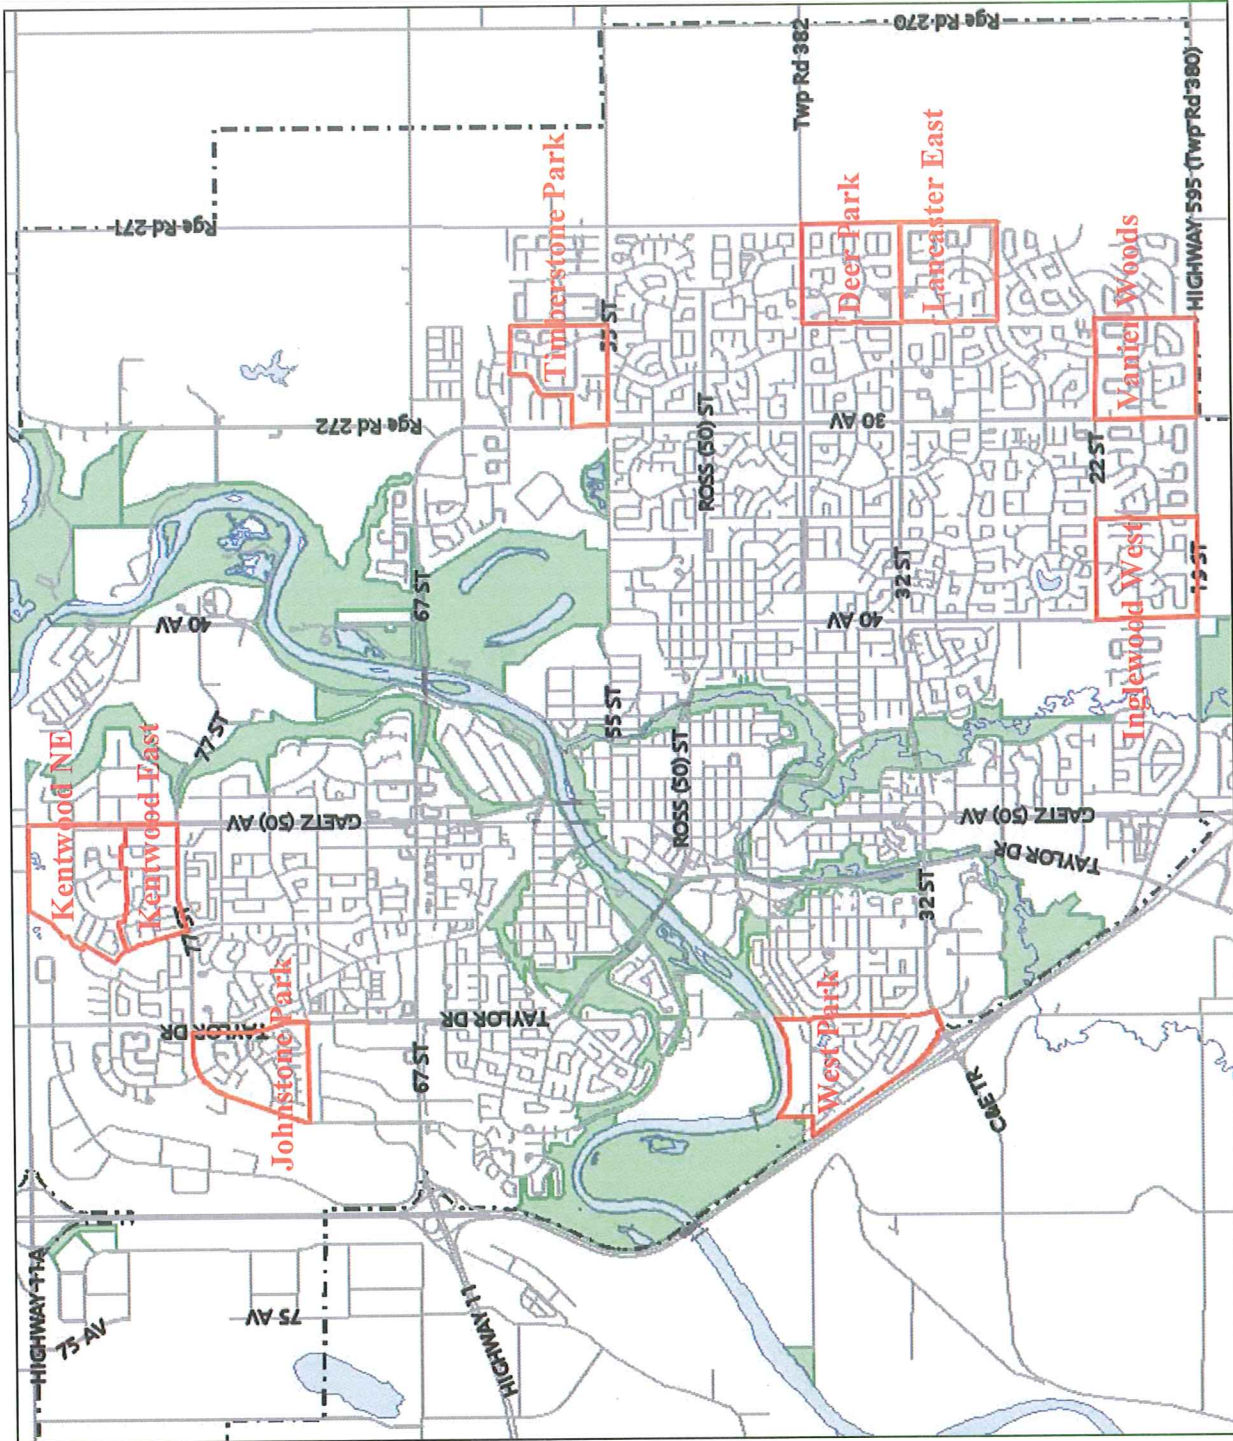 Kentwood NE
Kentwood East
Johnstone Park
West Park
Timberstone Park
Deer Park
Lancaster East
Vanier Woods
Inglewood West
HIGHWAY 11A
75 AV
75 AV
HIGHWAY 11
67 ST
67 ST
TAYLOR DR
TAYLOR DR
TAYLOR DR
TAYLOR DR
77 ST
77 ST
GAETZ (50) AV
GAETZ (50) AV
40 AV
40 AV
30 AV
Rge Rd 272
Rge Rd 271
Rge Rd 270
Twp Rd 382
HIGHWAY 595 (Twp Rd 380)
55 ST
55 ST
ROSS (50) ST
ROSS (50) ST
32 ST
32 ST
22 ST
19 ST
C&E TR